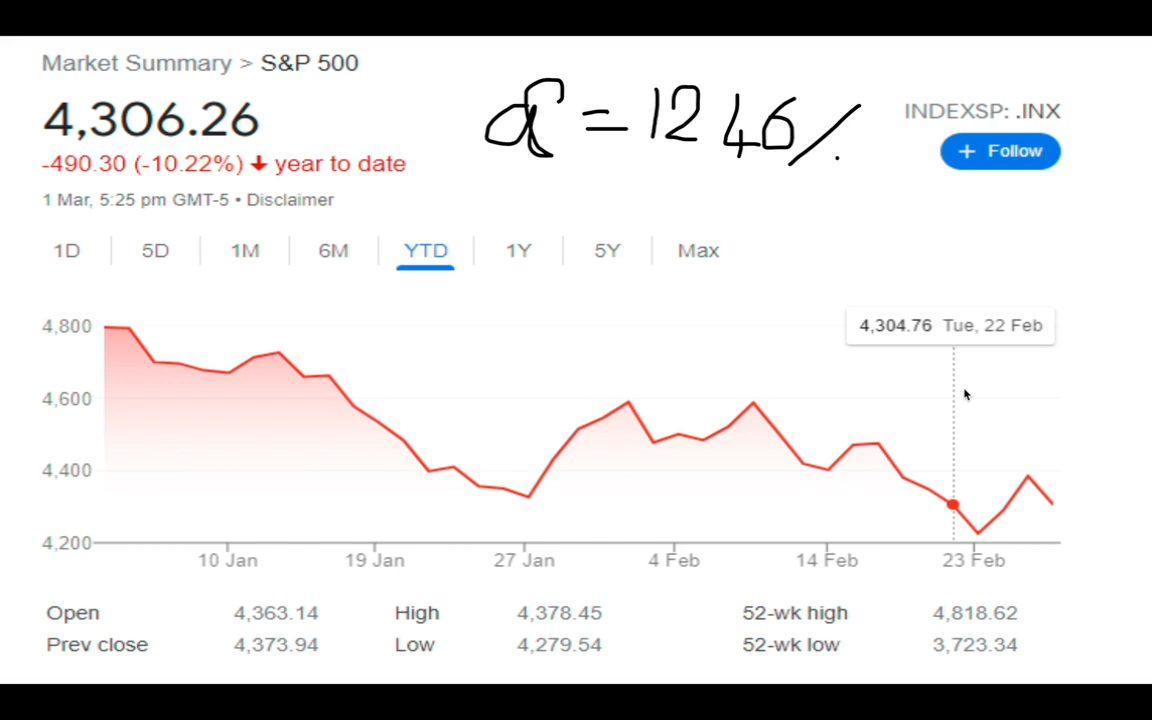 Market Summary > S&P 500
4,306.26
= 12 46%
INDEXSP: .INX
-490.30 (-10.22%) ↓ year to date
+ Follow
1 Mar, 5:25 pm GMT-5 • Disclaimer
1D 5D 1M 6M YTD 1Y 5Y Max
4,304.76 Tue, 22 Feb
4,800
4,600
4,400
4,200
10 Jan 19 Jan 27 Jan 4 Feb 14 Feb 23 Feb
Open 4,363.14 High 4,378.45 52-wk high 4,818.62
Prev close 4,373.94 Low 4,279.54 52-wk low 3,723.34